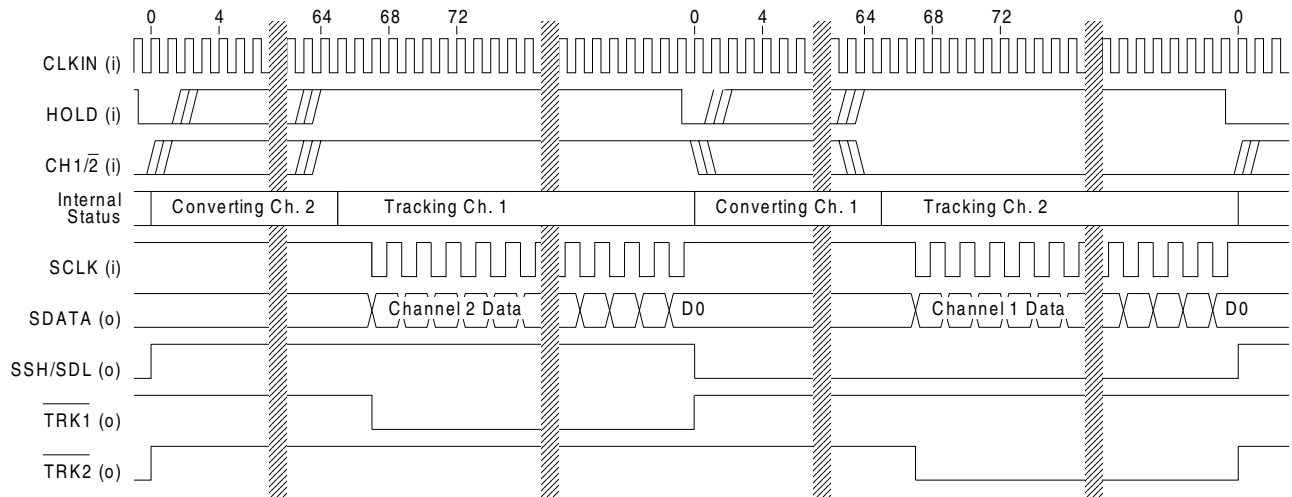 0 4 64 68 72 0 4 64 68 72 0
CLKIN (i)
HOLD (i)
CH1/2̅ (i)
Internal
Status
Converting Ch. 2 Tracking Ch. 1 Converting Ch. 1 Tracking Ch. 2
SCLK (i)
SDATA (o) Channel 2 Data D0 Channel 1 Data D0
SSH/SDL (o)
T̅R̅K̅1̅ (o)
T̅R̅K̅2̅ (o)